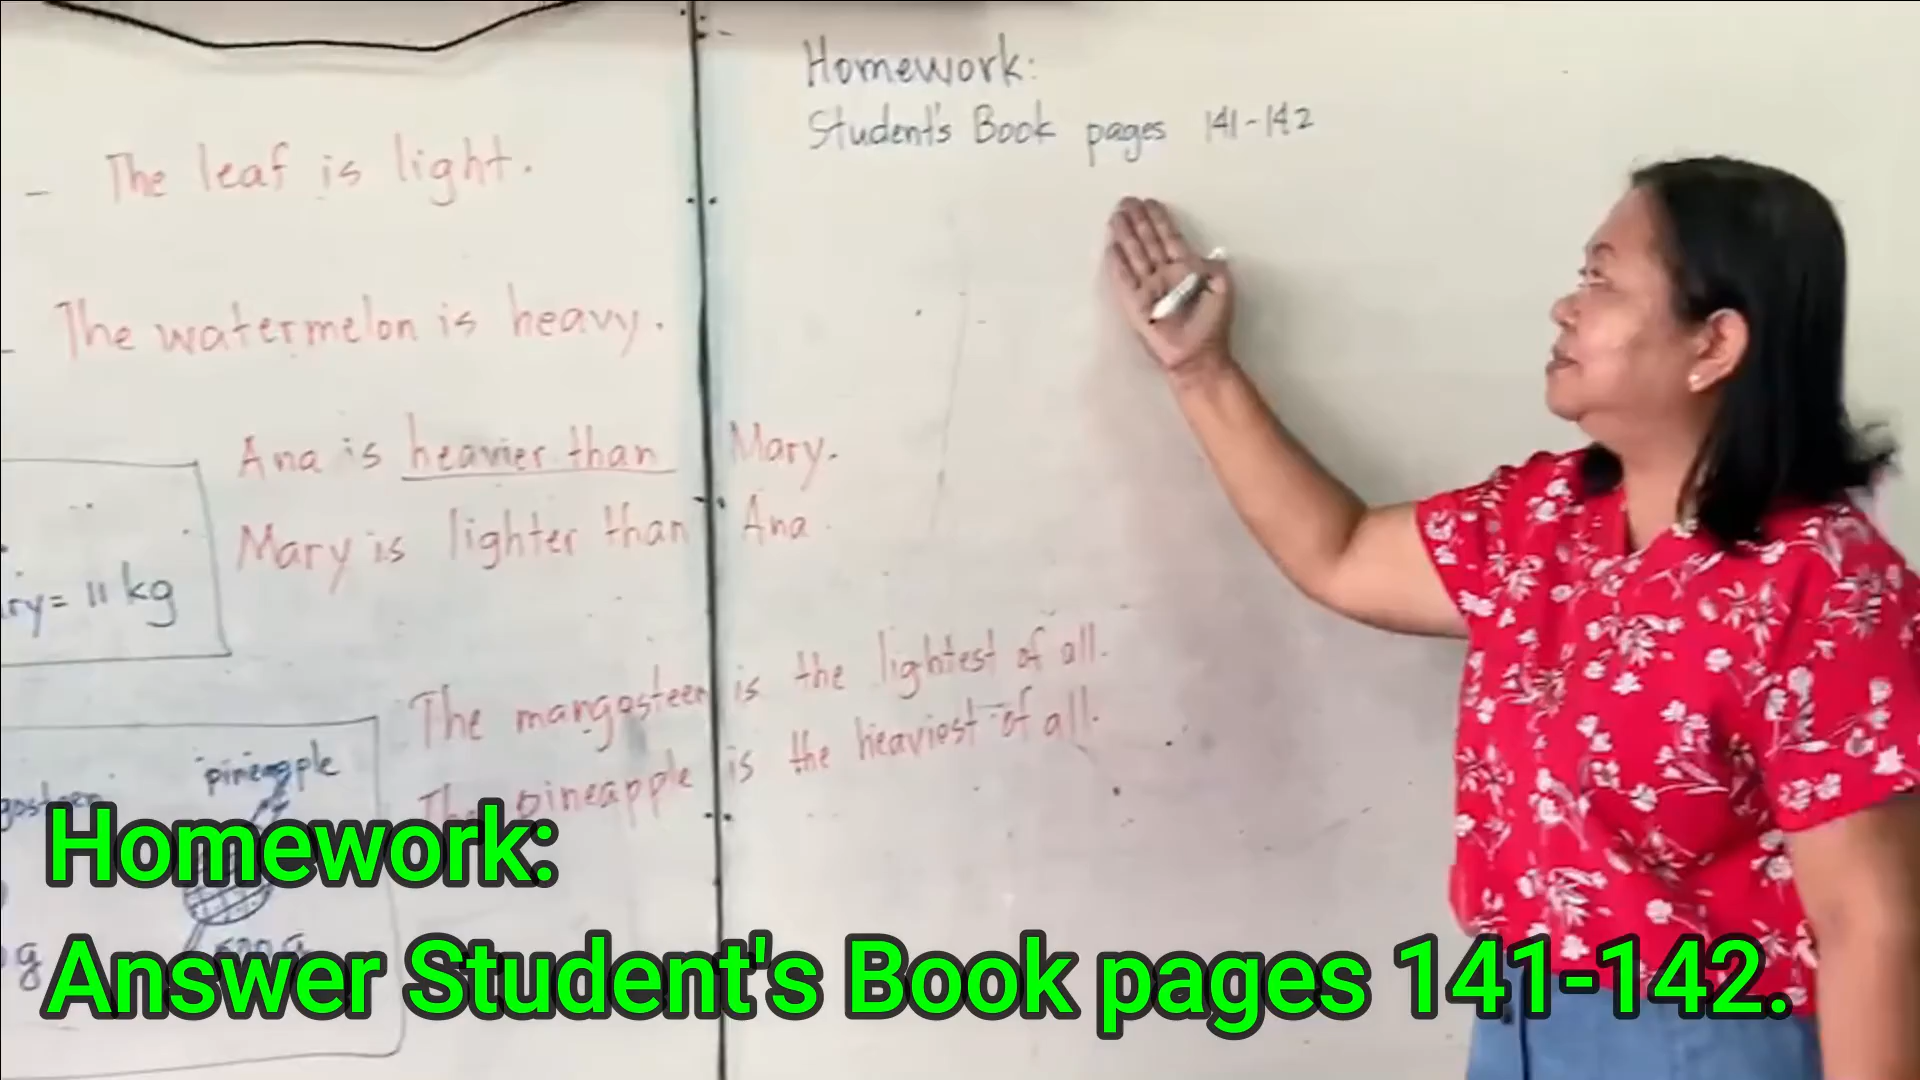 Homework:
Student's Book pages 141-142
- The leaf is light.
- The watermelon is heavy.
Ana is heavier than Mary.
Mary is lighter than Ana.
ry= 11 kg
The mangosteen is the lightest of all.
The pineapple is the heaviest of all.
pineapple
Homework:
Answer Student's Book pages 141-142.